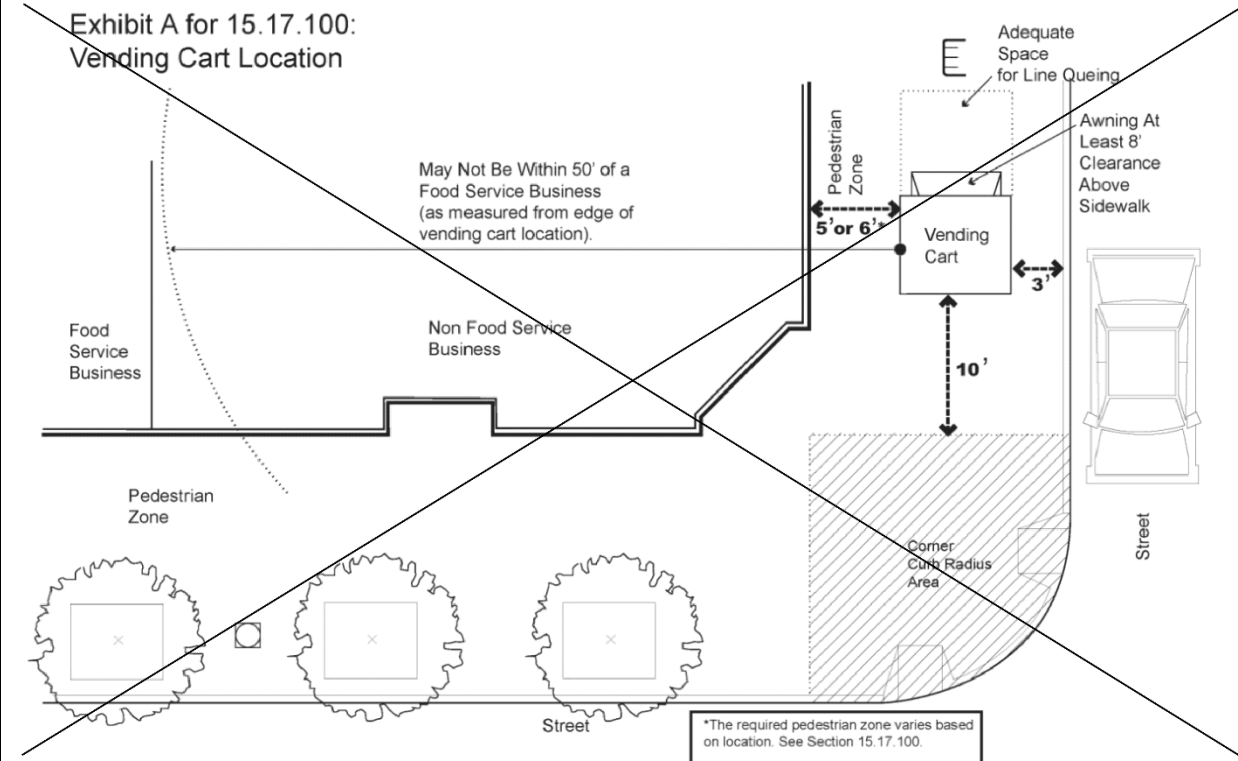 Exhibit A for 15.17.100:
Vending Cart Location
Adequate
Space
for Line Queing
Awning At
Least 8'
Clearance
Above
Sidewalk
May Not Be Within 50' of a
Food Service Business
(as measured from edge of
vending cart location).
Pedestrian
Zone
5'or 6'*
Vending
Cart
3'
Food
Service
Business
Non Food Service
Business
10'
Pedestrian
Zone
Corner
Curb Radius
Area
Street
Street
*The required pedestrian zone varies based
on location. See Section 15.17.100.